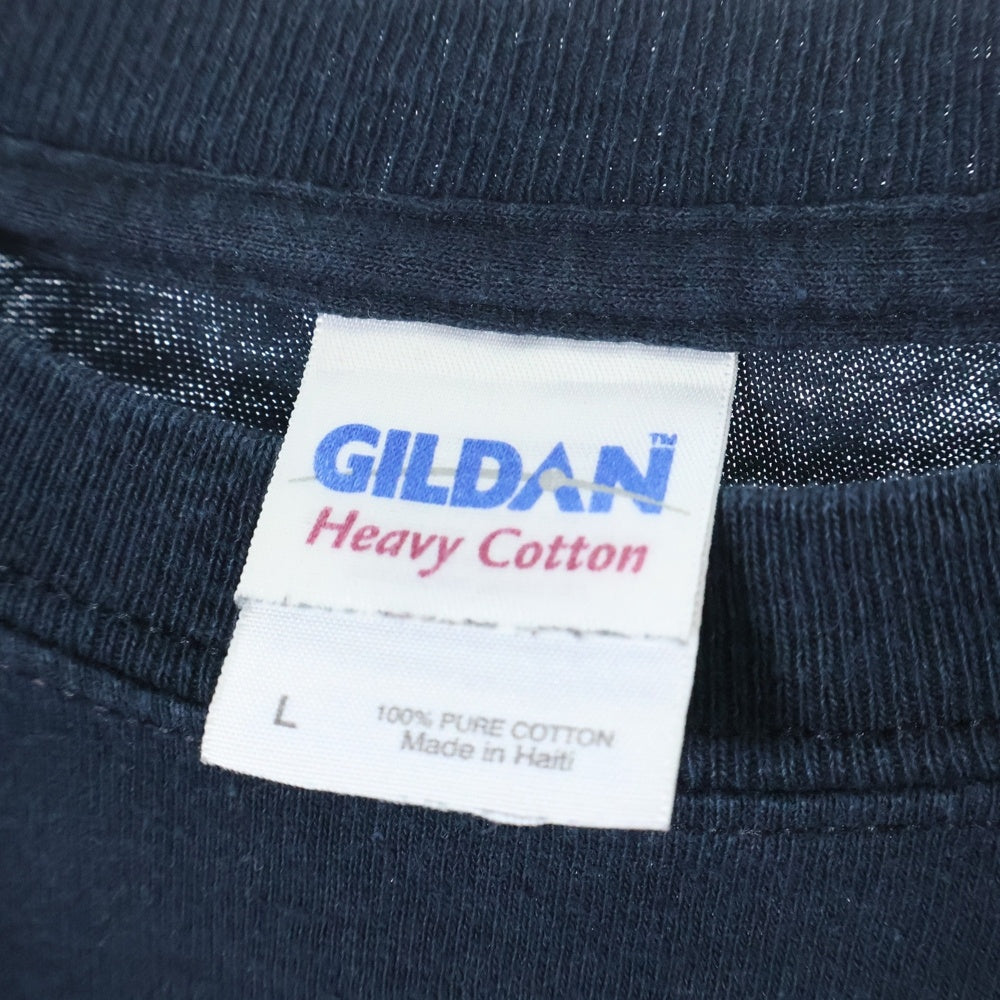 GILDAN™
Heavy Cotton
L
100% PURE COTTON
Made in Haiti